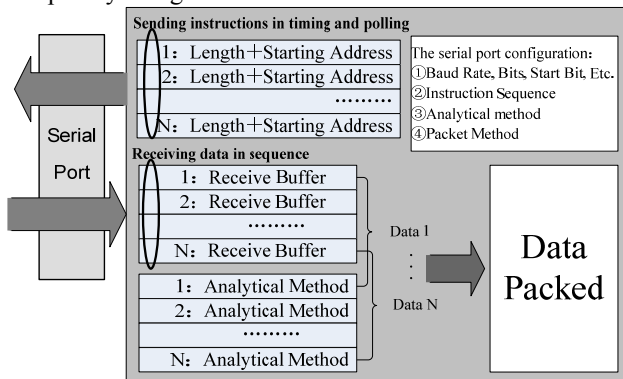 Sending instructions in timing and polling
1: Length+Starting Address
2: Length+Starting Address
………
N: Length+Starting Address
The serial port configuration:
①Baud Rate, Bits, Start Bit, Etc.
②Instruction Sequence
③Analytical method
④Packet Method
Serial
Port
Receiving data in sequence
1: Receive Buffer
2: Receive Buffer
………
N: Receive Buffer
1: Analytical Method
2: Analytical Method
………
N: Analytical Method
Data 1
⋮
Data N
Data
Packed